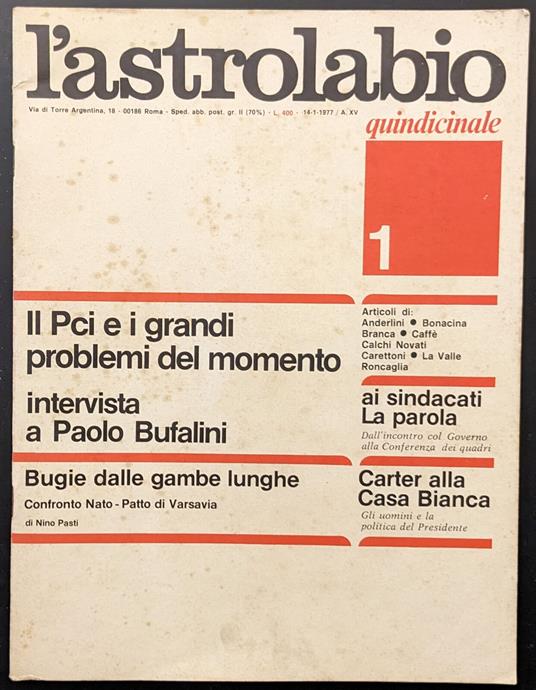 l'astrolabio
Via di Torre Argentina, 18 - 00186 Roma - Sped. abb. post. gr. II (70%) - L. 400 - 14-1-1977 / A. XV
quindicinale
1
Il Pci e i grandi
problemi del momento
intervista
a Paolo Bufalini
Articoli di:
Anderlini ● Bonacina
Branca ● Caffè
Calchi Novati
Carettoni ● La Valle
Roncaglia
ai sindacati
La parola
Dall'incontro col Governo
alla Conferenza dei quadri
Bugie dalle gambe lunghe
Confronto Nato - Patto di Varsavia
di Nino Pasti
Carter alla
Casa Bianca
Gli uomini e la
politica del Presidente